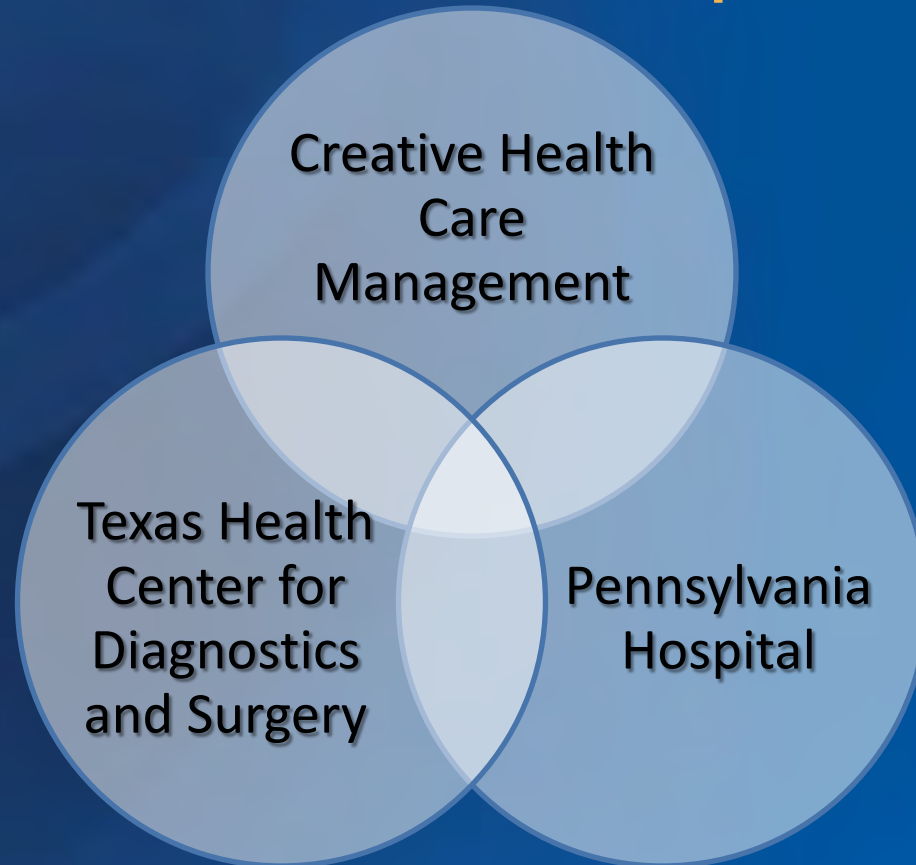 Creative Health
Care
Management
Texas Health
Center for
Diagnostics
and Surgery
Pennsylvania
Hospital